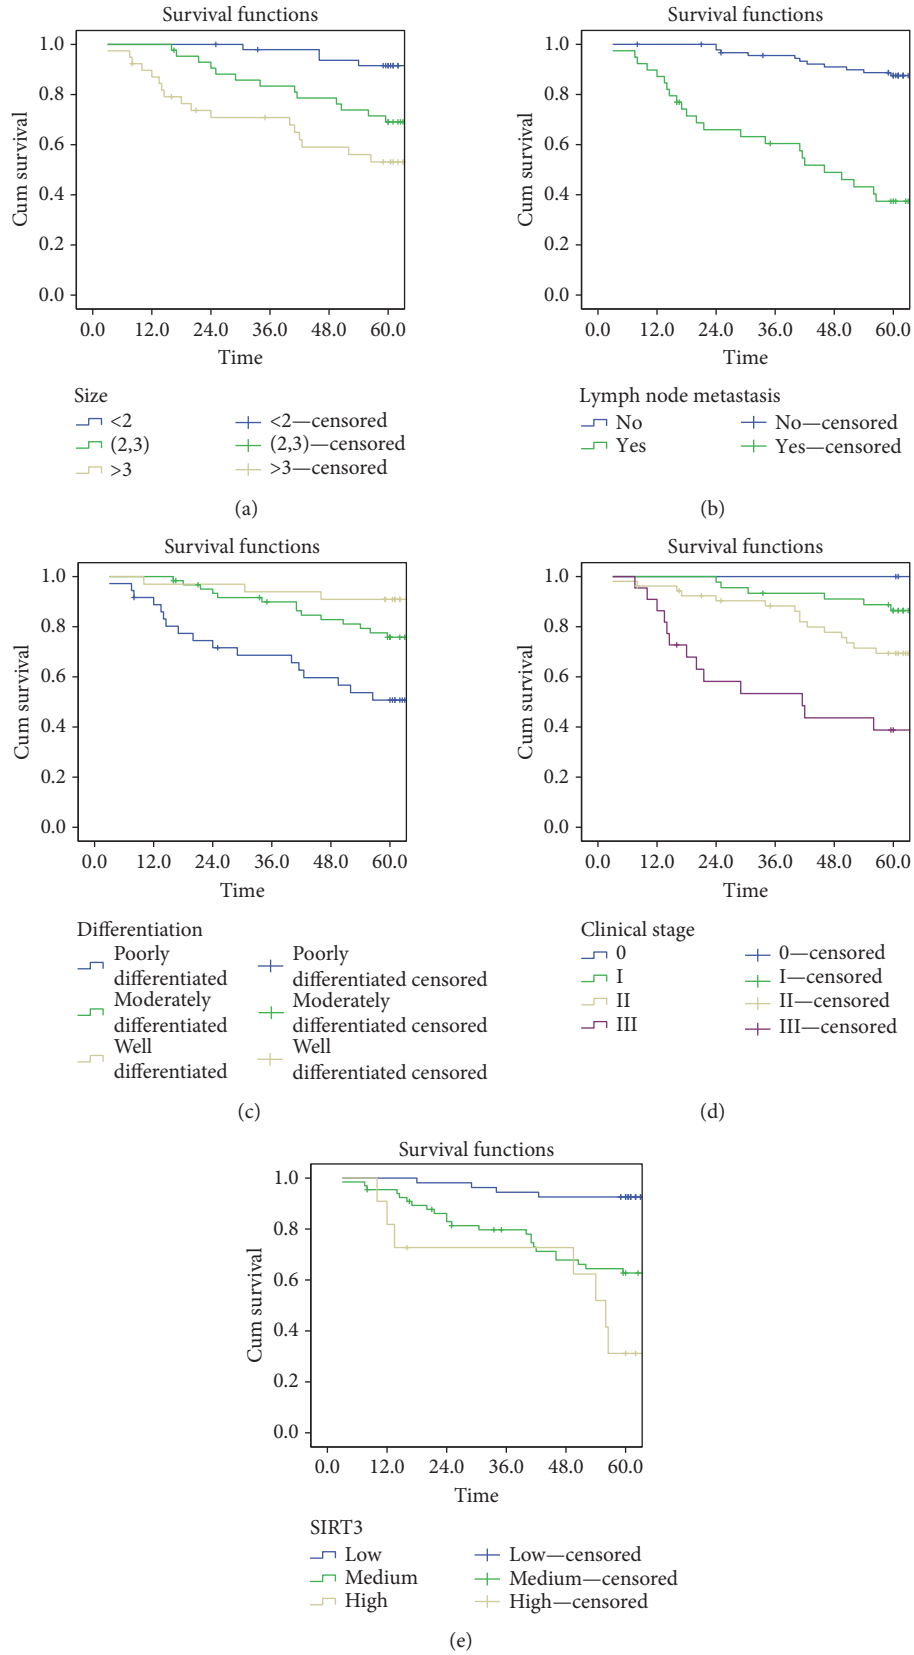 Survival functions
1.0
0.8
0.6
0.4
0.2
0.0
Cum survival
0.0 12.0 24.0 36.0 48.0 60.0
Time
Size
<2 <2—censored
(2,3) (2,3)—censored
>3 >3—censored
(a)
Survival functions
1.0
0.8
0.6
0.4
0.2
0.0
Cum survival
0.0 12.0 24.0 36.0 48.0 60.0
Time
Lymph node metastasis
No No—censored
Yes Yes—censored
(b)
Survival functions
1.0
0.8
0.6
0.4
0.2
0.0
Cum survival
0.0 12.0 24.0 36.0 48.0 60.0
Time
Differentiation
Poorly Poorly
differentiated differentiated censored
Moderately Moderately
differentiated differentiated censored
Well Well
differentiated differentiated censored
(c)
Survival functions
1.0
0.8
0.6
0.4
0.2
0.0
Cum survival
0.0 12.0 24.0 36.0 48.0 60.0
Time
Clinical stage
0 0—censored
I I—censored
II II—censored
III III—censored
(d)
Survival functions
1.0
0.8
0.6
0.4
0.2
0.0
Cum survival
0.0 12.0 24.0 36.0 48.0 60.0
Time
SIRT3
Low Low—censored
Medium Medium—censored
High High—censored
(e)